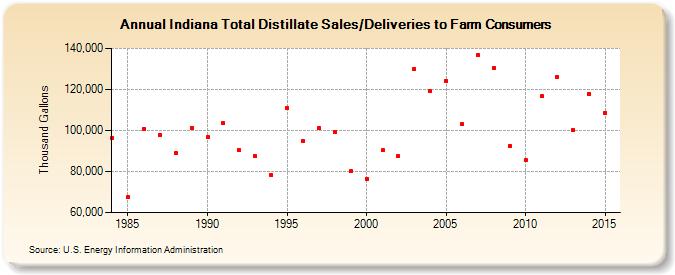 Annual Indiana Total Distillate Sales/Deliveries to Farm Consumers
Thousand Gallons
140,000
120,000
100,000
80,000
60,000
1985 1990 1995 2000 2005 2010 2015
Source: U.S. Energy Information Administration